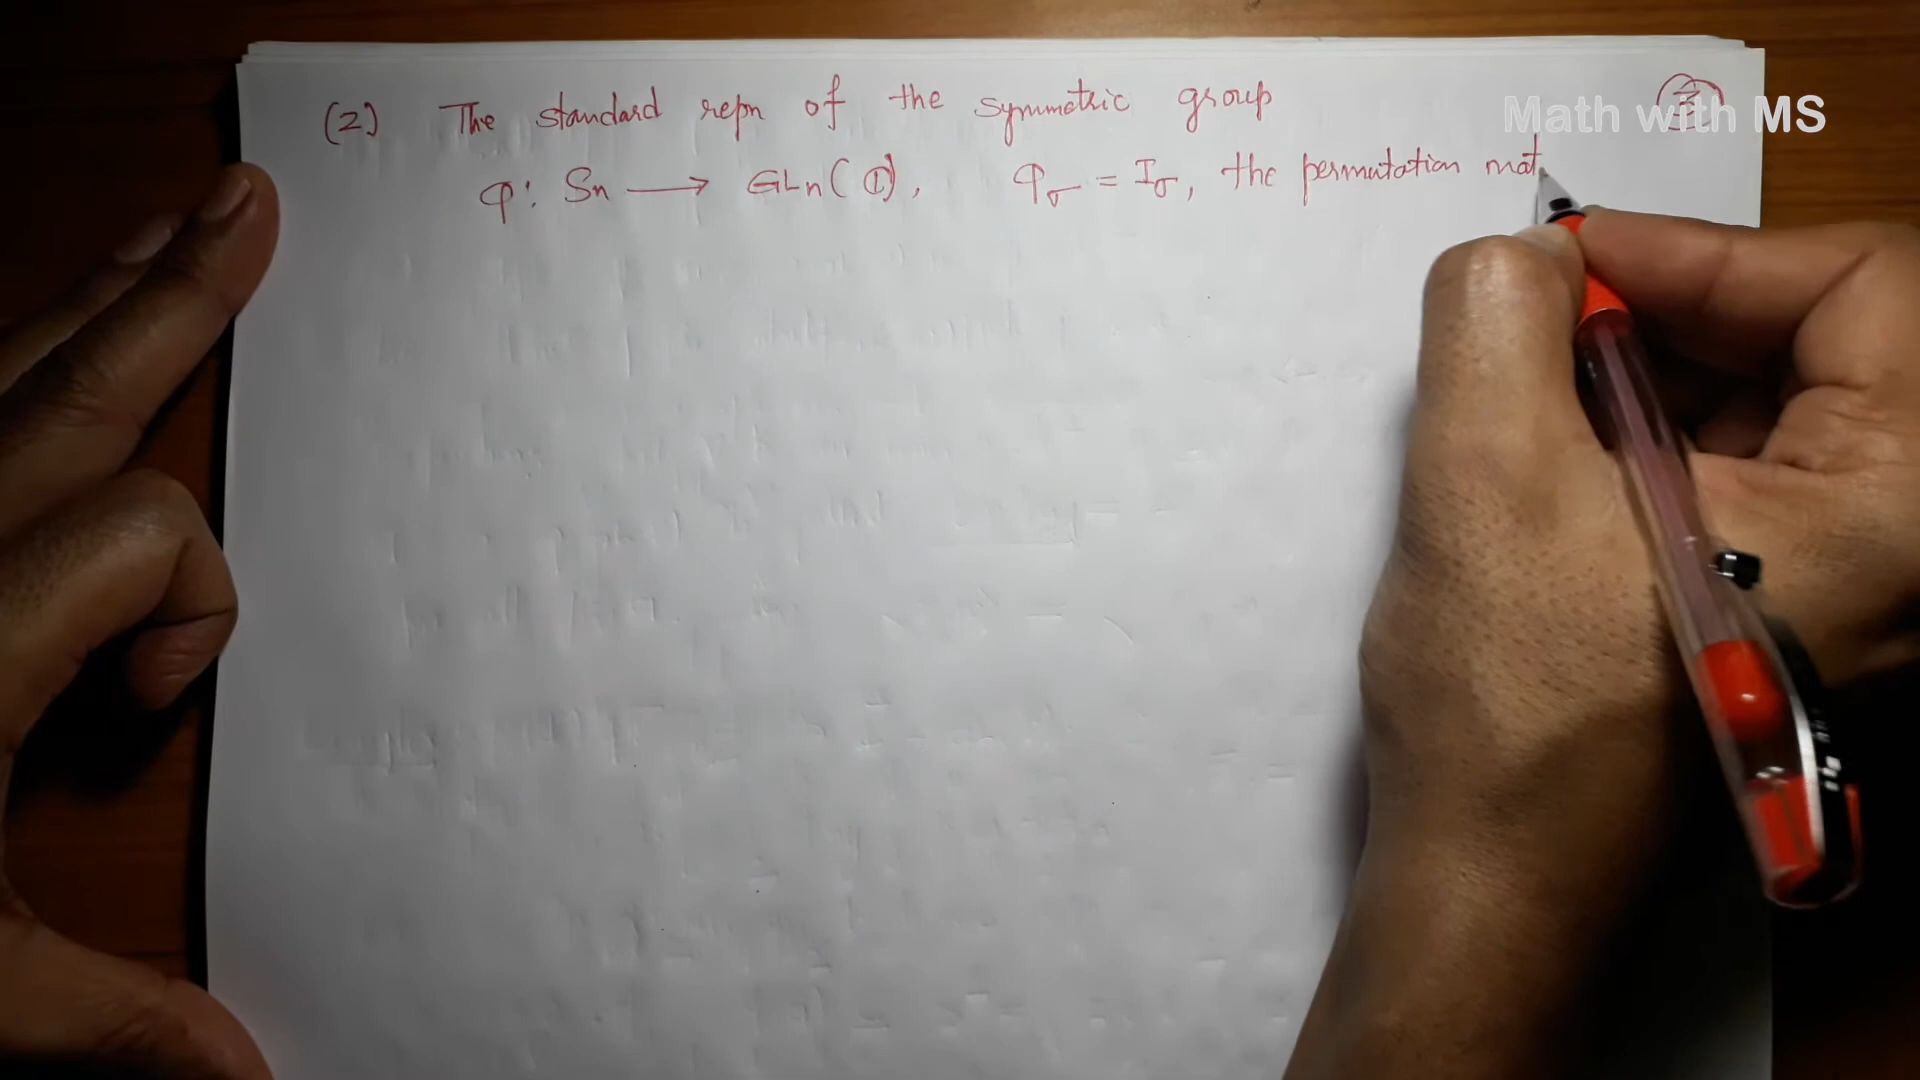 (2) The standard repn of the symmetric group
Math with MS
φ: Sn ⟶ GLn(ℂ), φσ = Iσ, the permutation mat